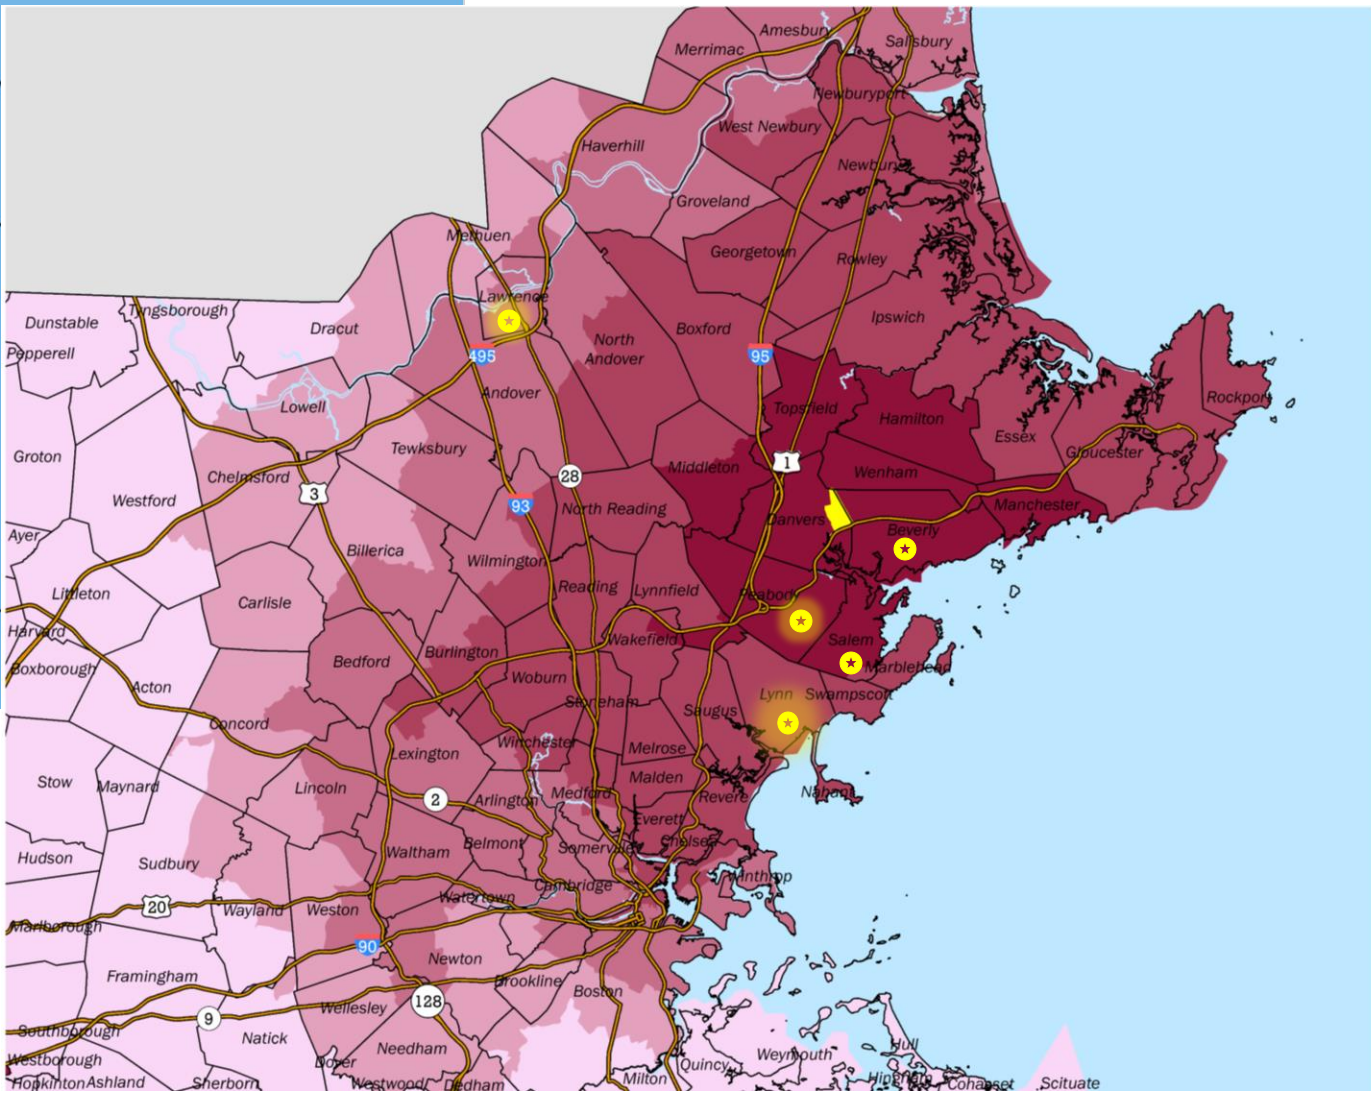 Amesbury
Salisbury
Merrimac
Newburyport
West Newbury
Haverhill
Newbury
Groveland
Methuen
Georgetown
Rowley
Lawrence
Tyngsborough
Dunstable
Dracut
Ipswich
Boxford
North
Andover
Pepperell
495
95
Andover
Rockport
Lowell
Topsfield
Hamilton
Essex
Tewksbury
Gloucester
Groton
Middleton
1
Wenham
Chelmsford
28
3
Westford
93
North Reading
Manchester
Danvers
Beverly
Ayer
Billerica
Wilmington
Reading
Lynnfield
Peabody
Littleton
Carlisle
Harvard
Wakefield
Salem
Burlington
Bedford
Boxborough
Marblehead
Woburn
Acton
Lynn
Swampscott
Stoneham
Saugus
Concord
Winchester
Melrose
Lexington
Malden
Stow
Maynard
Lincoln
Medford
Revere
Nahant
2
Arlington
Everett
Chelsea
Belmont
Somerville
Waltham
Hudson
Sudbury
Winthrop
Cambridge
Watertown
20
Wayland
Weston
Marlborough
90
Newton
Framingham
Brookline
Boston
128
Wellesley
9
Southborough
Natick
Hull
Needham
Weymouth
Westborough
Dover
Quincy
Milton
Hingham
Hopkinton
Ashland
Sherborn
Westwood
Dedham
Cohasset
Scituate